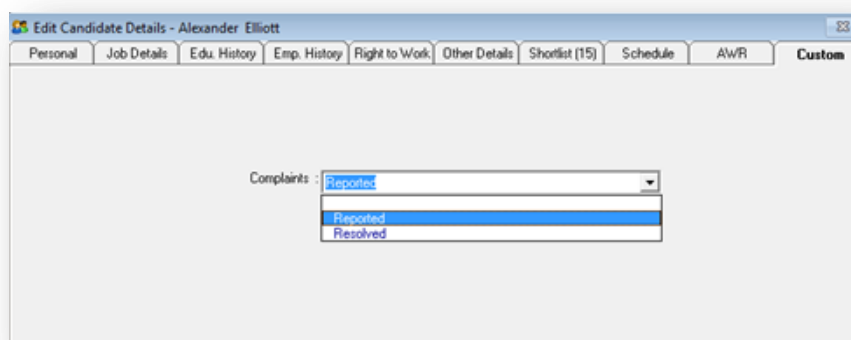 Edit Candidate Details - Alexander Elliott
Personal Job Details Edu. History Emp. History Right to Work Other Details Shortlist (15) Schedule AWR Custom
Complaints : Reported
Reported
Resolved